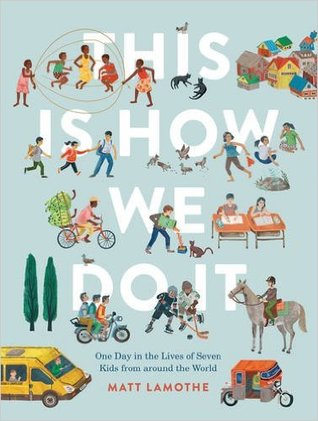 THIS
IS HOW
WE
DO IT
One Day in the Lives of Seven
Kids from around the World
MATT LAMOTHE